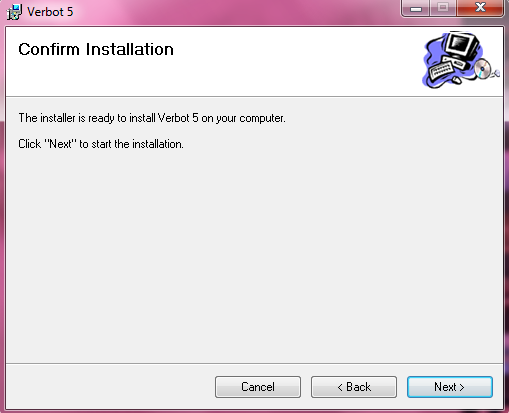 Verbot 5
Confirm Installation
The installer is ready to install Verbot 5 on your computer.
Click "Next" to start the installation.
Cancel
< Back
Next >